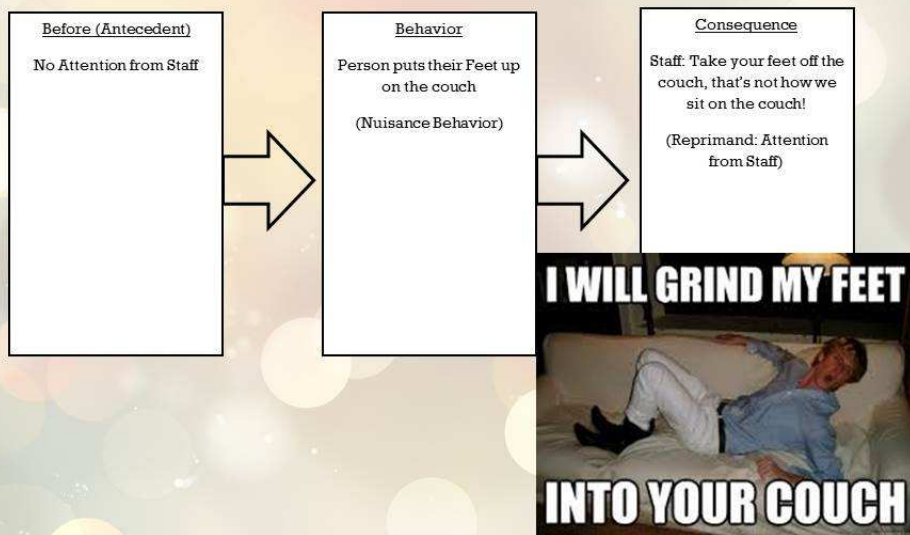 Before (Antecedent)
No Attention from Staff
Behavior
Person puts their Feet up
on the couch
(Nuisance Behavior)
Consequence
Staff: Take your feet off the
couch, that's not how we
sit on the couch!
(Reprimand: Attention
from Staff)
I WILL GRIND MY FEET
INTO YOUR COUCH